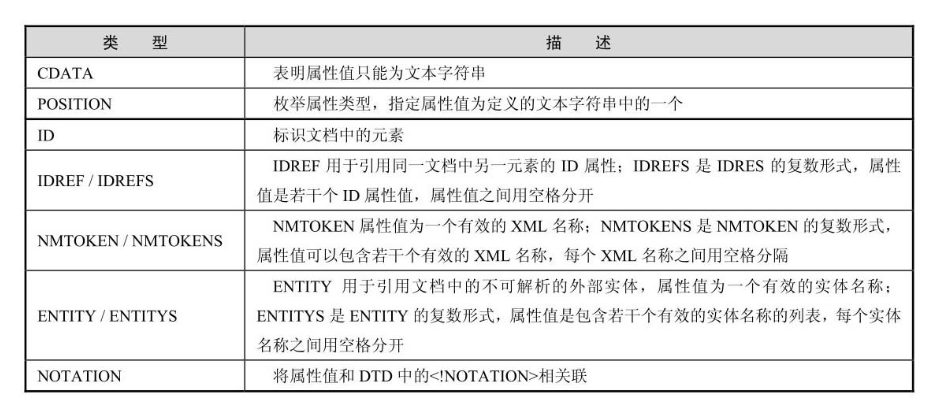 类 型 描 述
CDATA 表明属性值只能为文本字符串
POSITION 枚举属性类型，指定属性值为定义的文本字符串中的一个
ID 标识文档中的元素
IDREF / IDREFS IDREF 用于引用同一文档中另一元素的 ID 属性；IDREFS 是 IDRES 的复数形式，属性
值是若干个 ID 属性值，属性值之间用空格分开
NMTOKEN / NMTOKENS NMTOKEN 属性值为一个有效的 XML 名称；NMTOKENS 是 NMTOKEN 的复数形式，
属性值可以包含若干个有效的 XML 名称，每个 XML 名称之间用空格分隔
ENTITY / ENTITYS ENTITY 用于引用文档中的不可解析的外部实体，属性值为一个有效的实体名称；
ENTITYS 是 ENTITY 的复数形式，属性值是包含若干个有效的实体名称的列表，每个实体
名称之间用空格分开
NOTATION 将属性值和 DTD 中的<!NOTATION>相关联